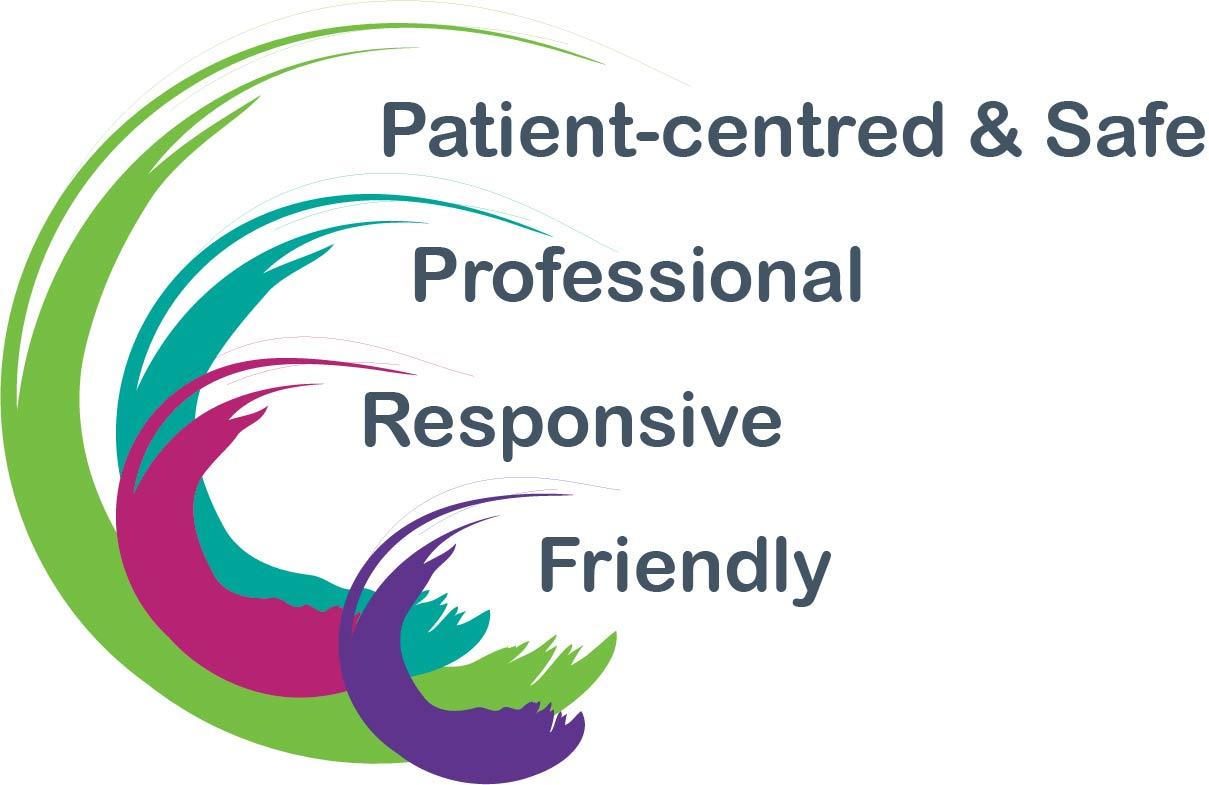 Patient-centred & Safe
Professional
Responsive
Friendly